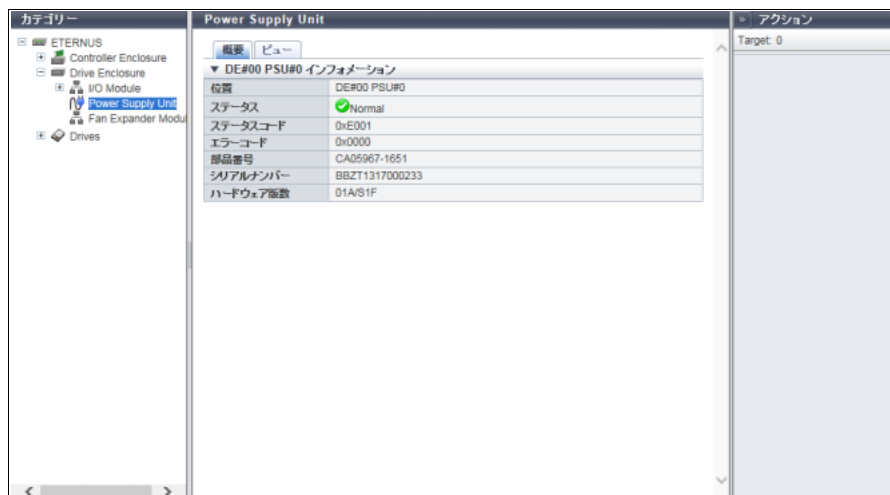 カテゴリー
ETERNUS
Controller Enclosure
Drive Enclosure
I/O Module
Power Supply Unit
Fan Expander Modu
Drives
Power Supply Unit
概要 ビュー
▼ DE#00 PSU#0 インフォメーション
位置 DE#00 PSU#0
ステータス Normal
ステータスコード 0xE001
エラーコード 0x0000
部品番号 CA05967-1651
シリアルナンバー BBZT1317000233
ハードウェア版数 01A/S1F
» アクション
Target: 0